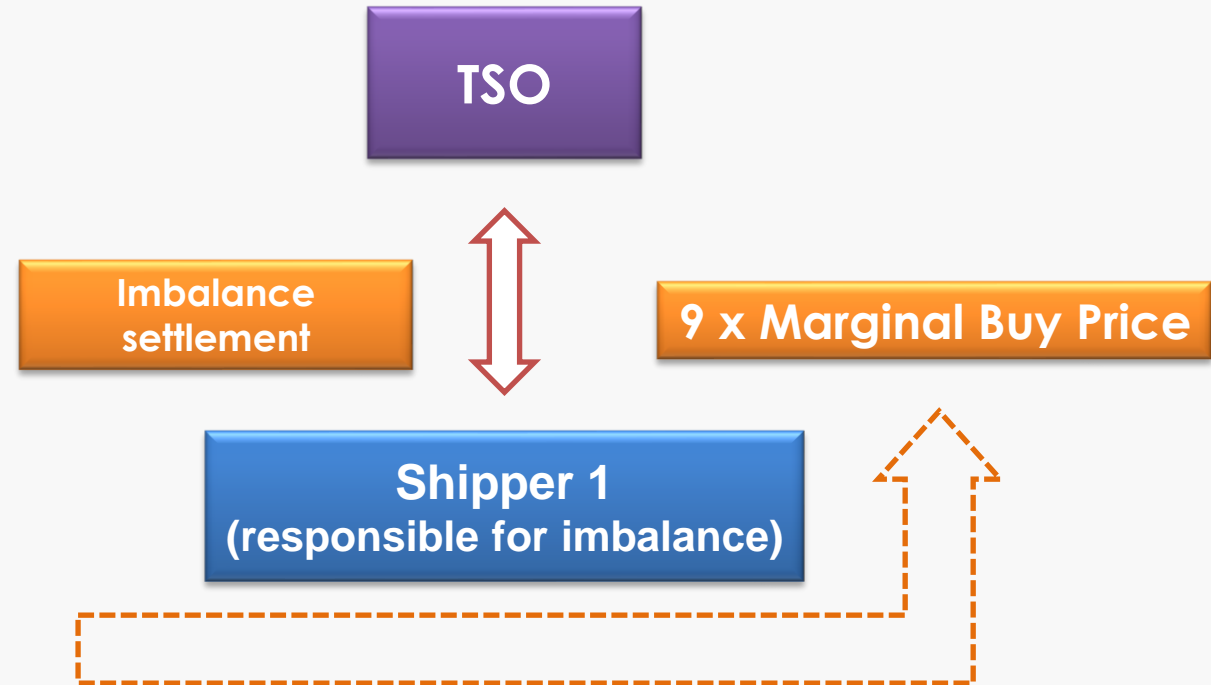 TSO
Imbalance
settlement
9 x Marginal Buy Price
Shipper 1
(responsible for imbalance)